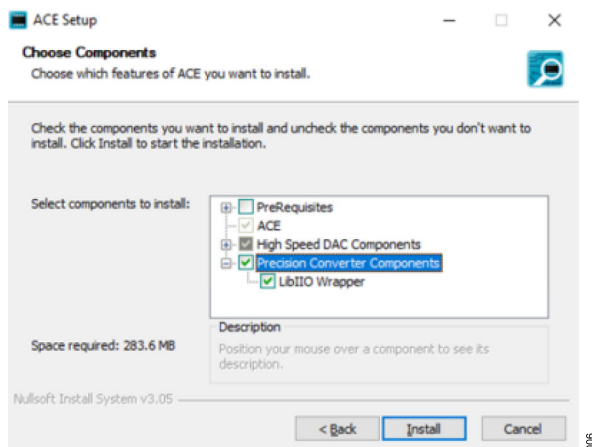 ACE Setup
Choose Components
Choose which features of ACE you want to install.
Check the components you want to install and uncheck the components you don't want to
install. Click Install to start the installation.
Select components to install:
PreRequisites
ACE
High Speed DAC Components
Precision Converter Components
LibIIO Wrapper
Space required: 283.6 MB
Description
Position your mouse over a component to see its
description.
Nullsoft Install System v3.05
< Back
Install
Cancel